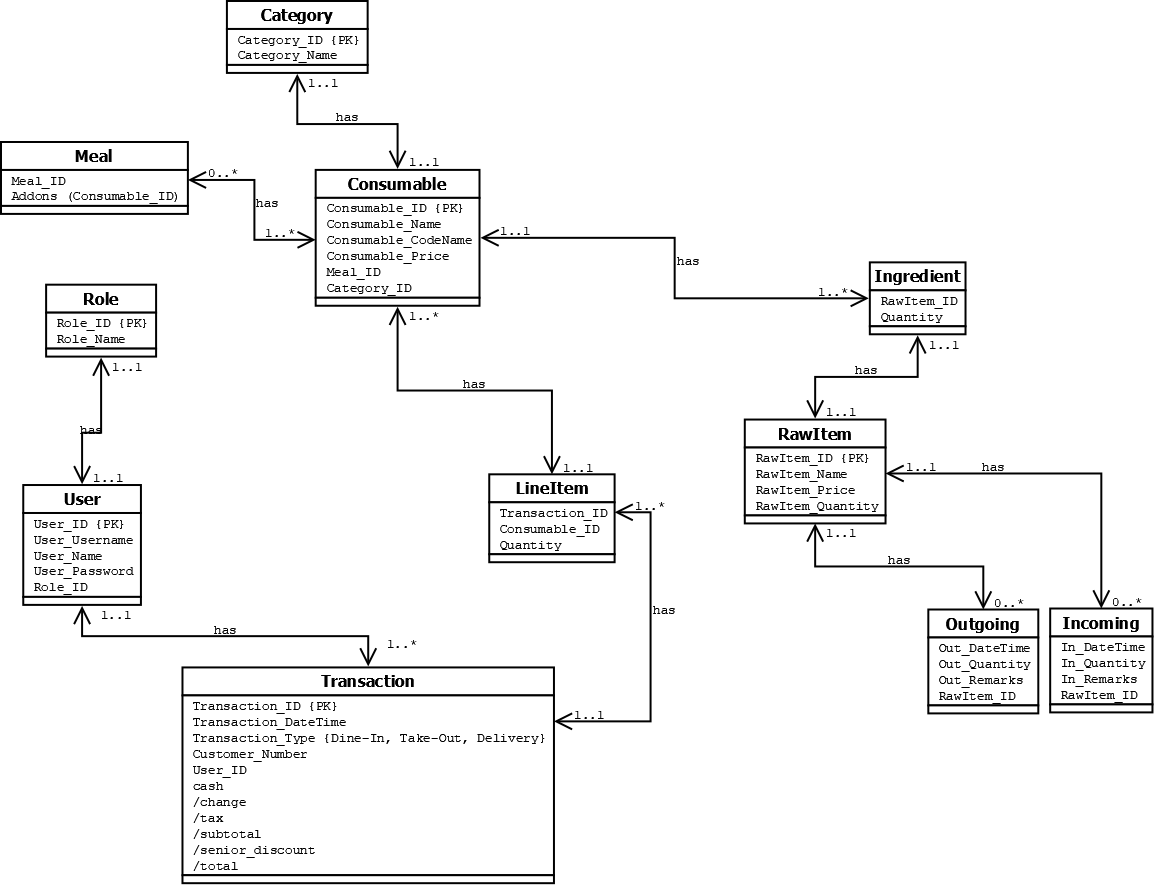 Category
Category_ID {PK}
Category_Name
1..1
has
1..1
Meal
Meal_ID
Addons (Consumable_ID)
0..*
has
1..*
Consumable
Consumable_ID {PK}
Consumable_Name
Consumable_CodeName
Consumable_Price
Meal_ID
Category_ID
1..1
has
1..*
Ingredient
RawItem_ID
Quantity
1..1
has
1..1
Role
Role_ID {PK}
Role_Name
1..1
has
1..1
1..*
has
1..1
User
User_ID {PK}
User_Username
User_Name
User_Password
Role_ID
1..1
has
1..*
LineItem
Transaction_ID
Consumable_ID
Quantity
1..*
has
1..1
RawItem
RawItem_ID {PK}
RawItem_Name
RawItem_Price
RawItem_Quantity
1..1
has
0..*
1..1
has
0..*
Outgoing
Out_DateTime
Out_Quantity
Out_Remarks
RawItem_ID
Incoming
In_DateTime
In_Quantity
In_Remarks
RawItem_ID
Transaction
Transaction_ID {PK}
Transaction_DateTime
Transaction_Type {Dine-In, Take-Out, Delivery}
Customer_Number
User_ID
cash
/change
/tax
/subtotal
/senior_discount
/total